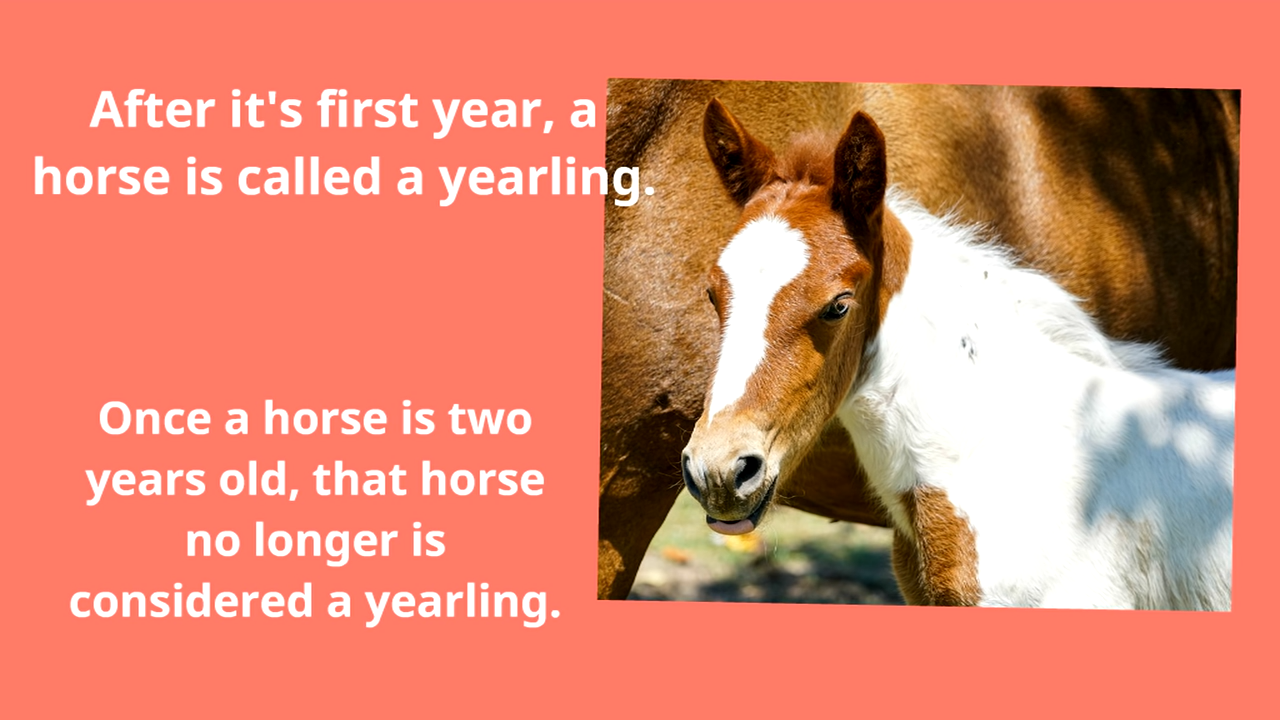 After it's first year, a
horse is called a yearling.
Once a horse is two
years old, that horse
no longer is
considered a yearling.